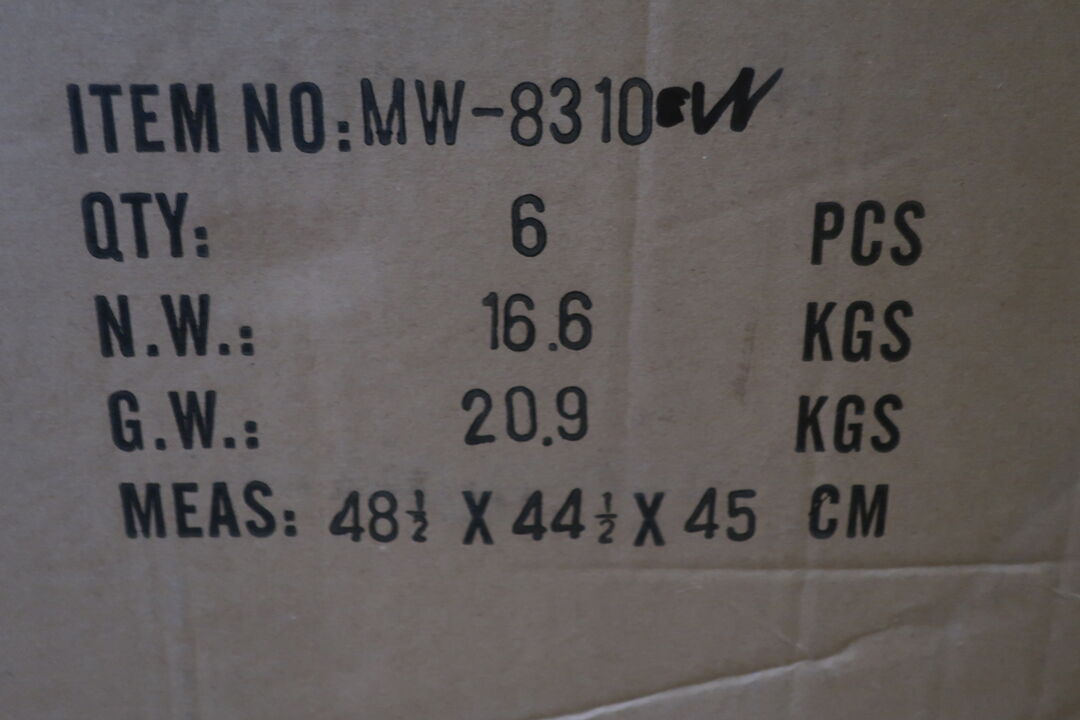 ITEM NO: MW-8310
QTY: 6 PCS
N.W.: 16.6 KGS
G.W.: 20.9 KGS
MEAS: 48½ X 44½ X 45 CM